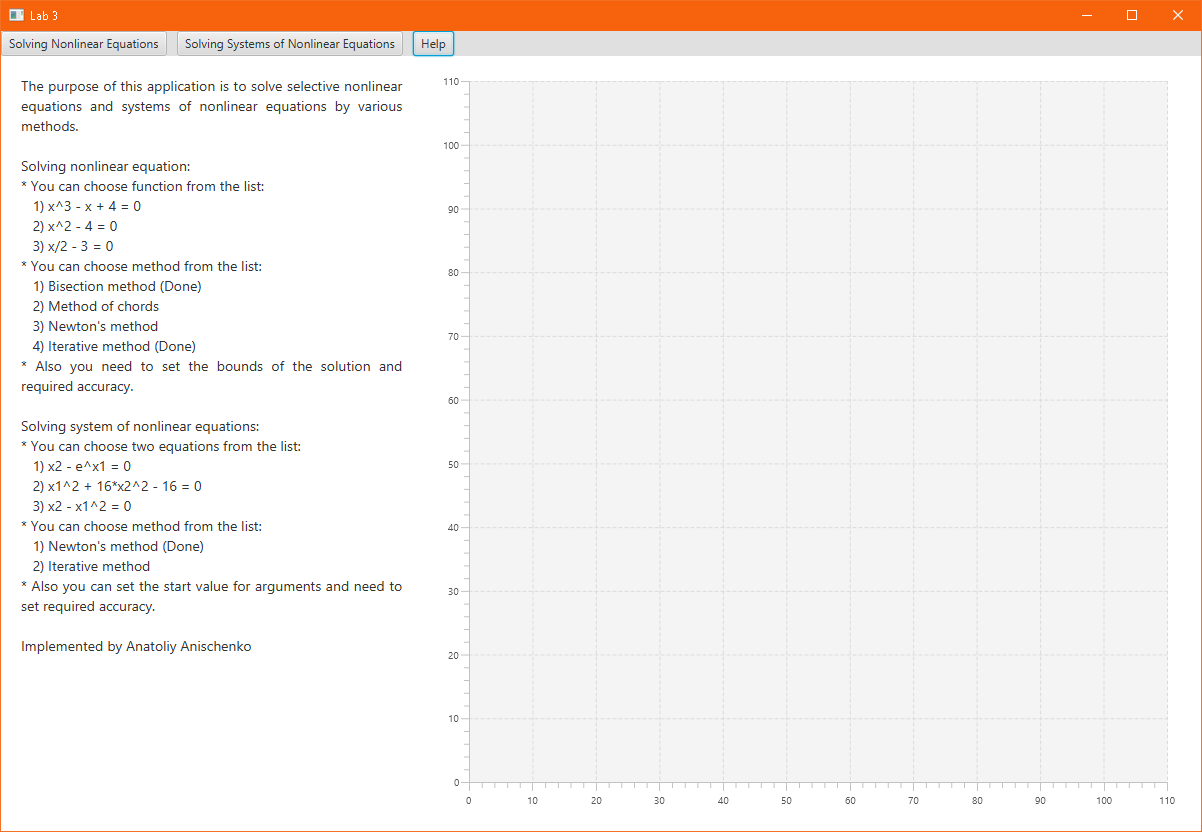 Lab 3
Solving Nonlinear Equations
Solving Systems of Nonlinear Equations
Help
The purpose of this application is to solve selective nonlinear
equations and systems of nonlinear equations by various
methods.
Solving nonlinear equation:
* You can choose function from the list:
1) x^3 - x + 4 = 0
2) x^2 - 4 = 0
3) x/2 - 3 = 0
* You can choose method from the list:
1) Bisection method (Done)
2) Method of chords
3) Newton's method
4) Iterative method (Done)
* Also you need to set the bounds of the solution and
required accuracy.
Solving system of nonlinear equations:
* You can choose two equations from the list:
1) x2 - e^x1 = 0
2) x1^2 + 16*x2^2 - 16 = 0
3) x2 - x1^2 = 0
* You can choose method from the list:
1) Newton's method (Done)
2) Iterative method
* Also you can set the start value for arguments and need to
set required accuracy.
Implemented by Anatoliy Anischenko
110
100
90
80
70
60
50
40
30
20
10
0
0 10 20 30 40 50 60 70 80 90 100 110